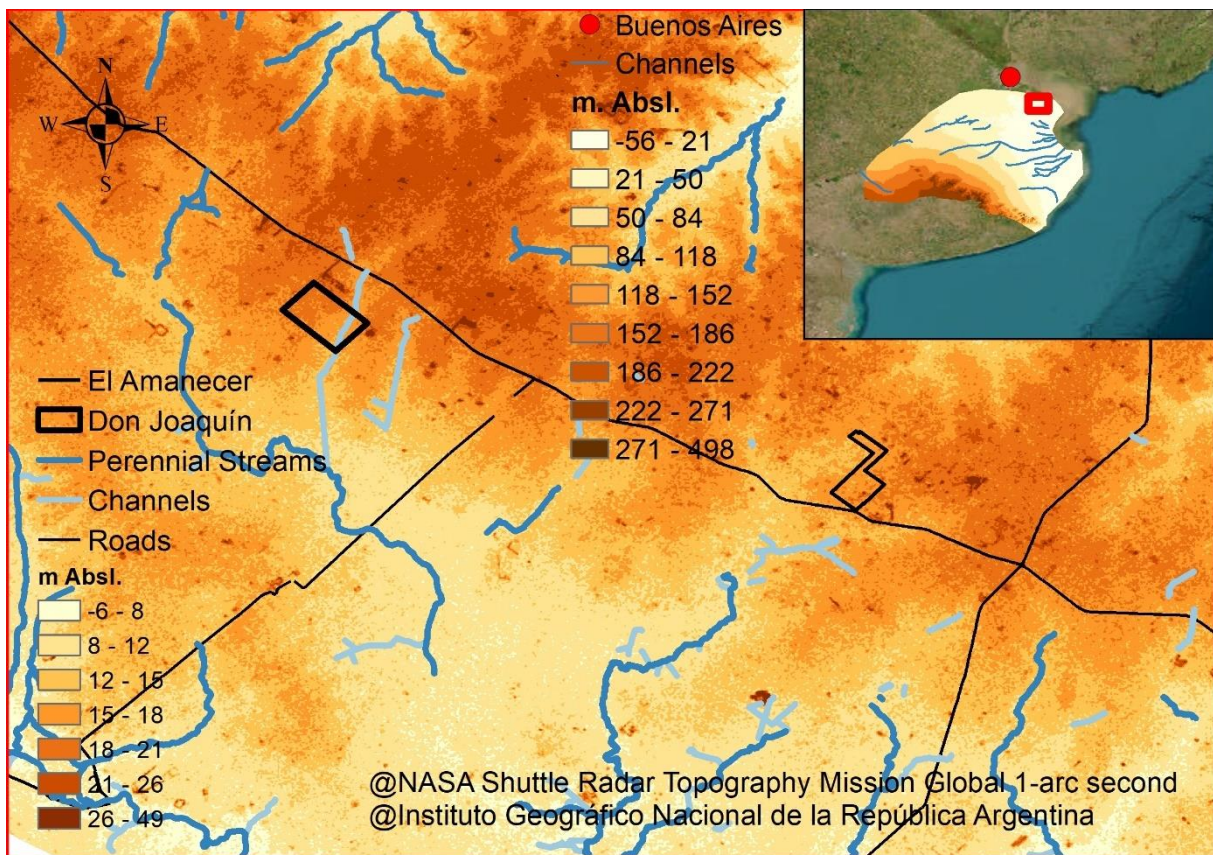 N
W E
S
Buenos Aires
Channels
m. Absl.
-56 - 21
21 - 50
50 - 84
84 - 118
118 - 152
152 - 186
186 - 222
222 - 271
271 - 498
El Amanecer
Don Joaquín
Perennial Streams
Channels
Roads
m Absl.
-6 - 8
8 - 12
12 - 15
15 - 18
18 - 21
21 - 26
26 - 49
@NASA Shuttle Radar Topography Mission Global 1-arc second
@Instituto Geográfico Nacional de la República Argentina